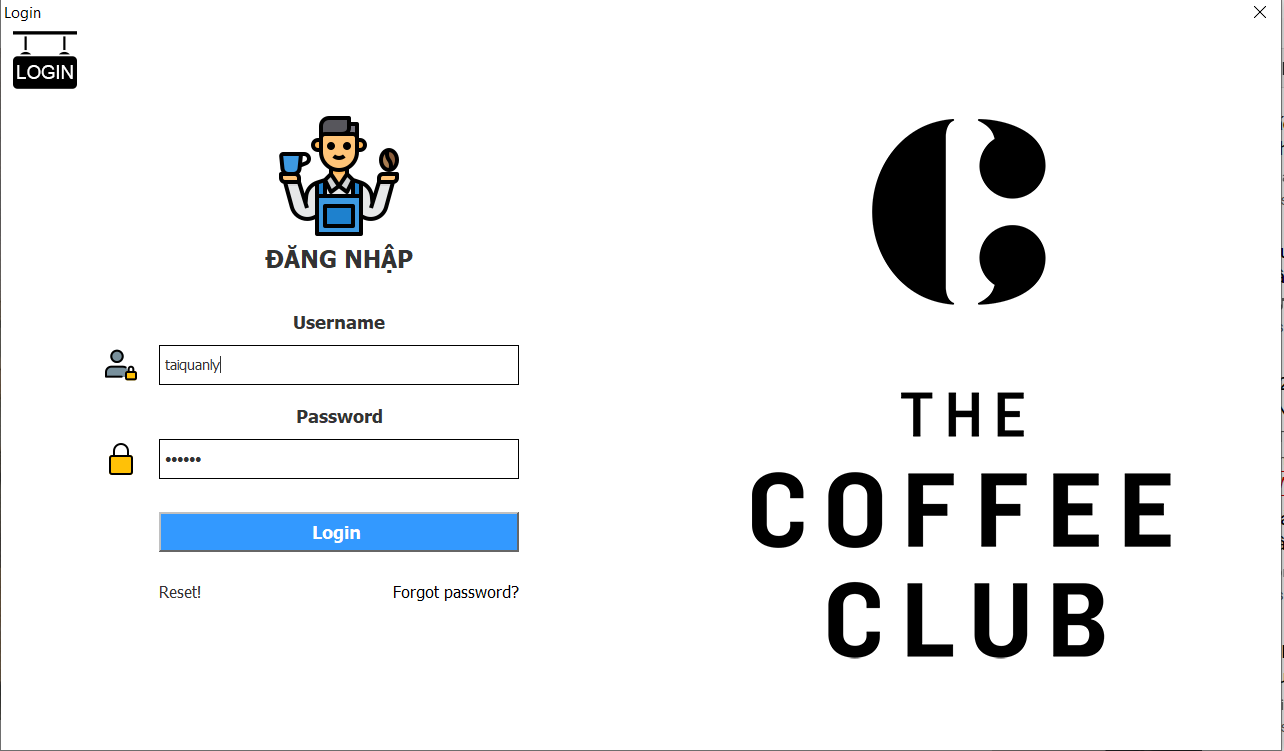 Login
LOGIN
ĐĂNG NHẬP
Username
taiquanly
Password
••••••
Login
Reset!
Forgot password?
THE
COFFEE
CLUB